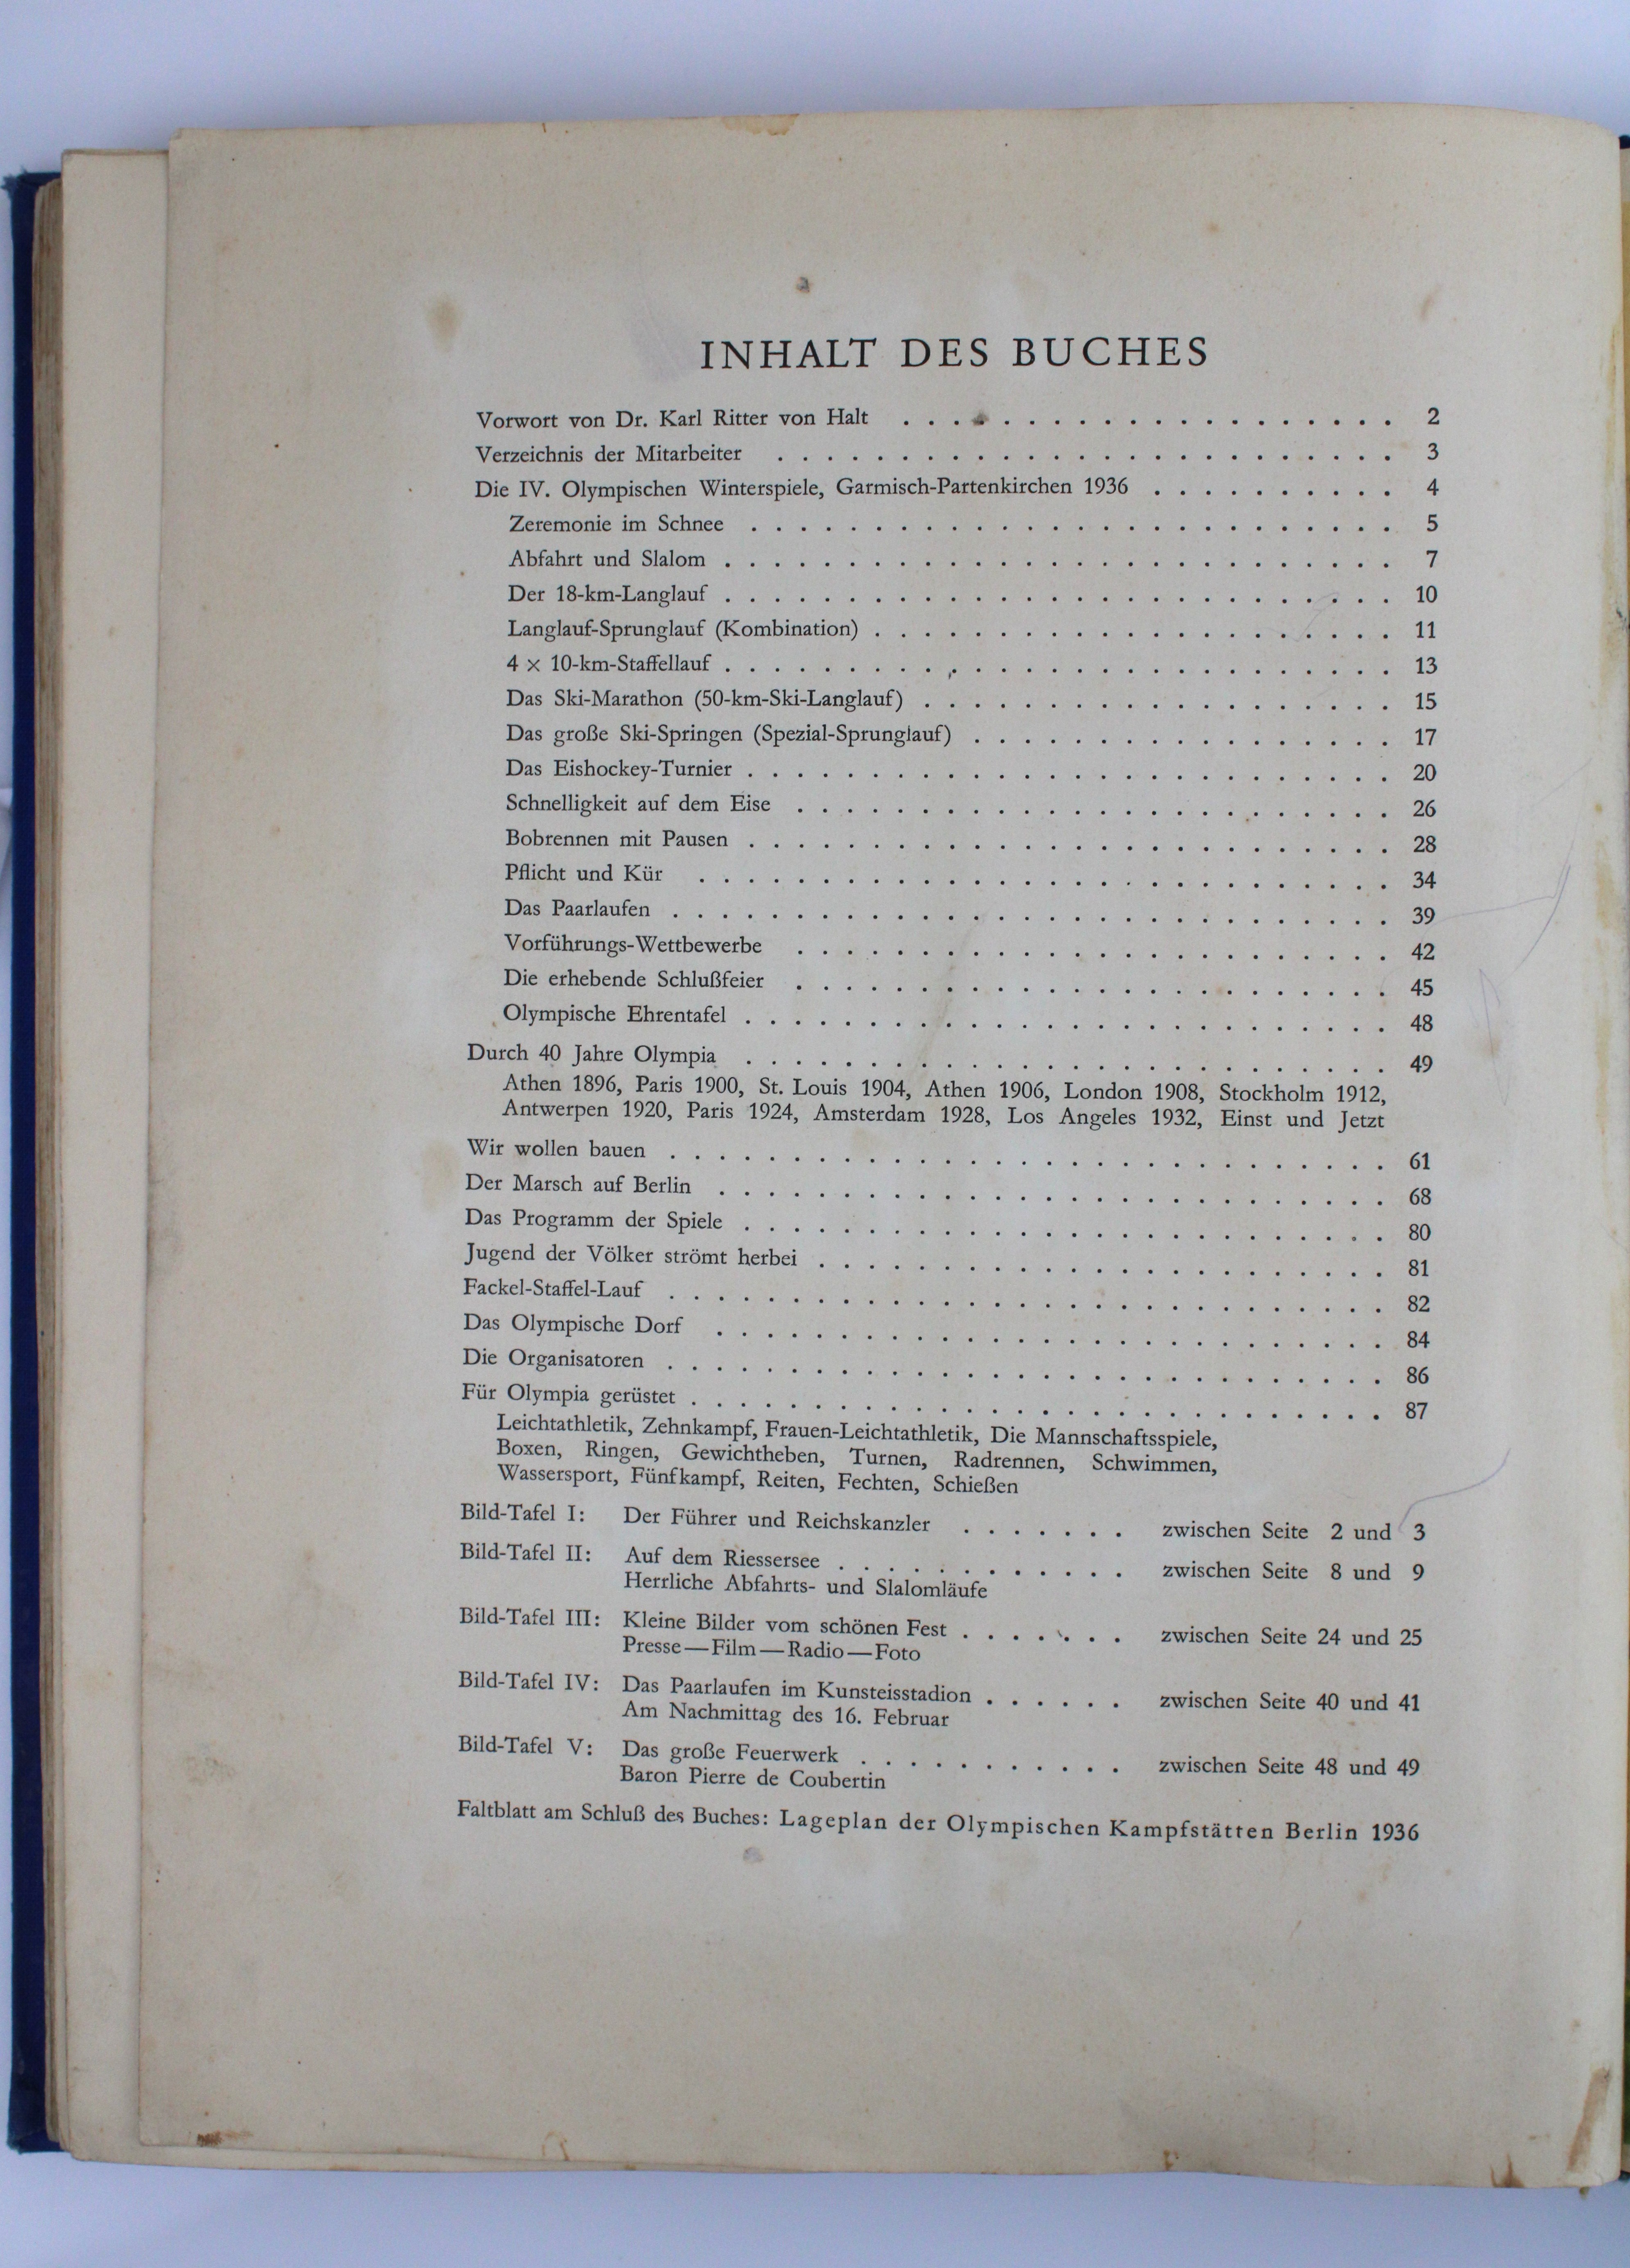 INHALT DES BUCHES
Vorwort von Dr. Karl Ritter von Halt . . . . . . . . . . . . . . . . . . . . 2
Verzeichnis der Mitarbeiter . . . . . . . . . . . . . . . . . . . . . . . . . 3
Die IV. Olympischen Winterspiele, Garmisch-Partenkirchen 1936 . . . . . . . . . . 4
Zeremonie im Schnee . . . . . . . . . . . . . . . . . . . . . . . . . . 5
Abfahrt und Slalom . . . . . . . . . . . . . . . . . . . . . . . . . . . 7
Der 18-km-Langlauf . . . . . . . . . . . . . . . . . . . . . . . . . . . 10
Langlauf-Sprunglauf (Kombination) . . . . . . . . . . . . . . . . . . . . . 11
4 × 10-km-Staffellauf . . . . . . . . . . . . . . . . . . . . . . . . . . . 13
Das Ski-Marathon (50-km-Ski-Langlauf) . . . . . . . . . . . . . . . . . . . 15
Das große Ski-Springen (Spezial-Sprunglauf) . . . . . . . . . . . . . . . . . 17
Das Eishockey-Turnier . . . . . . . . . . . . . . . . . . . . . . . . . . 20
Schnelligkeit auf dem Eise . . . . . . . . . . . . . . . . . . . . . . . . 26
Bobrennen mit Pausen . . . . . . . . . . . . . . . . . . . . . . . . . . 28
Pflicht und Kür . . . . . . . . . . . . . . . . . . . . . . . . . . . . 34
Das Paarlaufen . . . . . . . . . . . . . . . . . . . . . . . . . . . . . 39
Vorführungs-Wettbewerbe . . . . . . . . . . . . . . . . . . . . . . . . 42
Die erhebende Schlußfeier . . . . . . . . . . . . . . . . . . . . . . . . 45
Olympische Ehrentafel . . . . . . . . . . . . . . . . . . . . . . . . . . 48
Durch 40 Jahre Olympia . . . . . . . . . . . . . . . . . . . . . . . . . . 49
Athen 1896, Paris 1900, St. Louis 1904, Athen 1906, London 1908, Stockholm 1912,
Antwerpen 1920, Paris 1924, Amsterdam 1928, Los Angeles 1932, Einst und Jetzt
Wir wollen bauen . . . . . . . . . . . . . . . . . . . . . . . . . . . . . 61
Der Marsch auf Berlin . . . . . . . . . . . . . . . . . . . . . . . . . . . 68
Das Programm der Spiele . . . . . . . . . . . . . . . . . . . . . . . . . . 80
Jugend der Völker strömt herbei . . . . . . . . . . . . . . . . . . . . . . . 81
Fackel-Staffel-Lauf . . . . . . . . . . . . . . . . . . . . . . . . . . . . . 82
Das Olympische Dorf . . . . . . . . . . . . . . . . . . . . . . . . . . . 84
Die Organisatoren . . . . . . . . . . . . . . . . . . . . . . . . . . . . . 86
Für Olympia gerüstet . . . . . . . . . . . . . . . . . . . . . . . . . . . . 87
Leichtathletik, Zehnkampf, Frauen-Leichtathletik, Die Mannschaftsspiele,
Boxen, Ringen, Gewichtheben, Turnen, Radrennen, Schwimmen,
Wassersport, Fünfkampf, Reiten, Fechten, Schießen
Bild-Tafel I: Der Führer und Reichskanzler . . . . . . . zwischen Seite 2 und 3
Bild-Tafel II: Auf dem Riessersee . . . . . . . . . . . . zwischen Seite 8 und 9
Herrliche Abfahrts- und Slalomläufe
Bild-Tafel III: Kleine Bilder vom schönen Fest . . . . . . . zwischen Seite 24 und 25
Presse—Film—Radio—Foto
Bild-Tafel IV: Das Paarlaufen im Kunsteisstadion . . . . . . zwischen Seite 40 und 41
Am Nachmittag des 16. Februar
Bild-Tafel V: Das große Feuerwerk . . . . . . . . . . . zwischen Seite 48 und 49
Baron Pierre de Coubertin
Faltblatt am Schluß des Buches: Lageplan der Olympischen Kampfstätten Berlin 1936